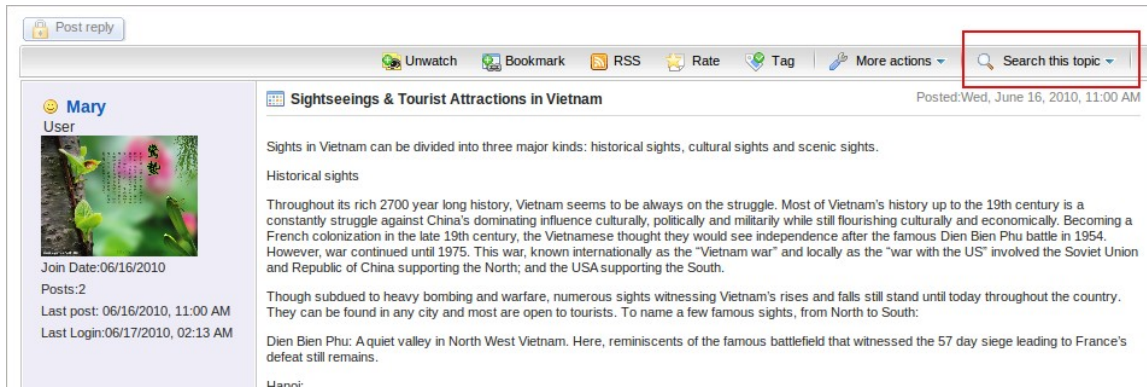 Post reply
Unwatch Bookmark RSS Rate Tag More actions Search this topic
Mary
User
Join Date:06/16/2010
Posts:2
Last post: 06/16/2010, 11:00 AM
Last Login:06/17/2010, 02:13 AM
Sightseeings & Tourist Attractions in Vietnam
Posted:Wed, June 16, 2010, 11:00 AM
Sights in Vietnam can be divided into three major kinds: historical sights, cultural sights and scenic sights.
Historical sights
Throughout its rich 2700 year long history, Vietnam seems to be always on the struggle. Most of Vietnam's history up to the 19th century is a
constantly struggle against China's dominating influence culturally, politically and militarily while still flourishing culturally and economically. Becoming a
French colonization in the late 19th century, the Vietnamese thought they would see independence after the famous Dien Bien Phu battle in 1954.
However, war continued until 1975. This war, known internationally as the “Vietnam war” and locally as the “war with the US” involved the Soviet Union
and Republic of China supporting the North; and the USA supporting the South.
Though subdued to heavy bombing and warfare, numerous sights witnessing Vietnam's rises and falls still stand until today throughout the country.
They can be found in any city and most are open to tourists. To name a few famous sights, from North to South:
Dien Bien Phu: A quiet valley in North West Vietnam. Here, reminiscents of the famous battlefield that witnessed the 57 day siege leading to France's
defeat still remains.
Hanoi: